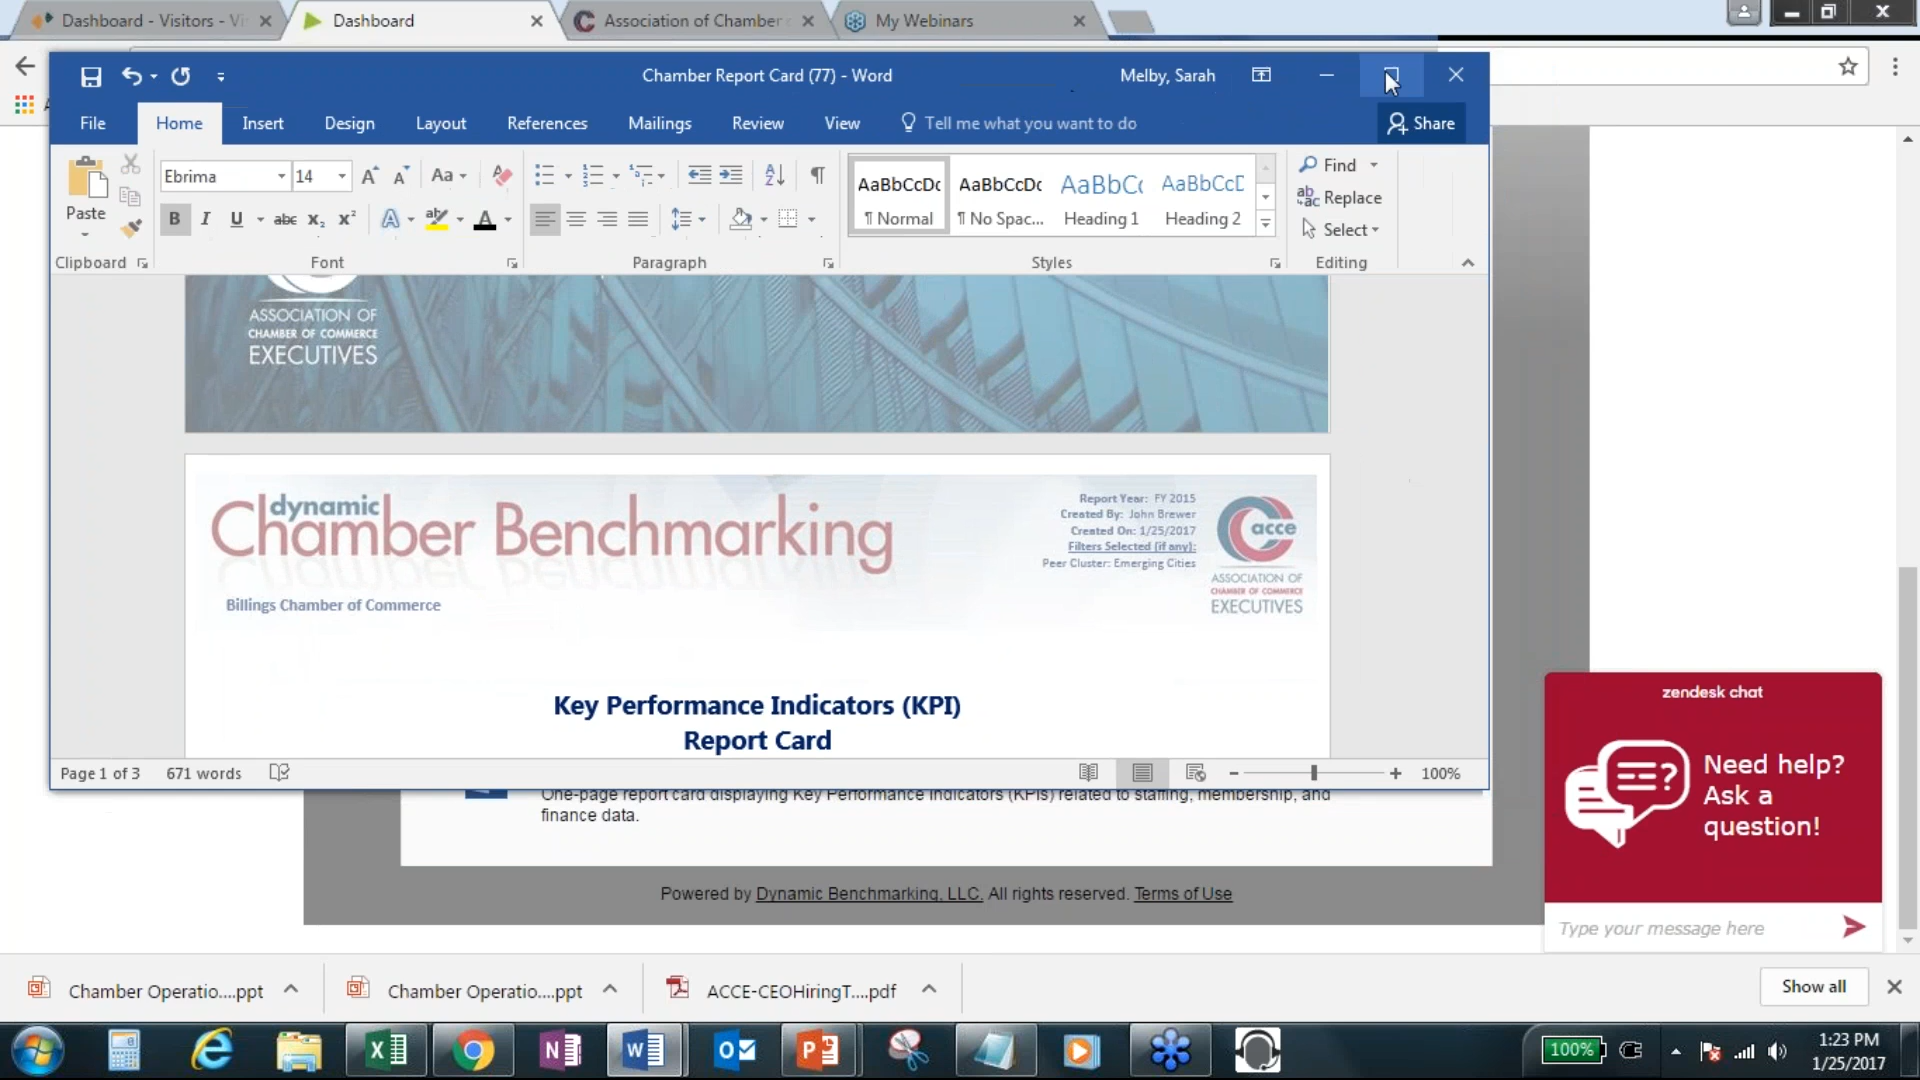 Dashboard - Visitors - Vi
Dashboard
Association of Chamber
My Webinars
Chamber Report Card (77) - Word
Melby, Sarah
File
Home
Insert
Design
Layout
References
Mailings
Review
View
Tell me what you want to do
Share
Paste
Clipboard
Ebrima
14
Aa
B I U abc x₂ x²
A
Font
Paragraph
AaBbCcDc
¶ Normal
AaBbCcDc
¶ No Spac...
AaBbCc
Heading 1
AaBbCcD
Heading 2
Styles
Find
Replace
Select
Editing
ASSOCIATION OF
CHAMBER OF COMMERCE
EXECUTIVES
dynamic
Chamber Benchmarking
Billings Chamber of Commerce
Report Year: FY 2015
Created By: John Brewer
Created On: 1/25/2017
Filters Selected (if any):
Peer Cluster: Emerging Cities
acce
ASSOCIATION OF
CHAMBER OF COMMERCE
EXECUTIVES
Key Performance Indicators (KPI)
Report Card
Page 1 of 3
671 words
100%
One-page report card displaying Key Performance Indicators (KPIs) related to staffing, membership, and
finance data.
Powered by Dynamic Benchmarking, LLC. All rights reserved. Terms of Use
zendesk chat
Need help?
Ask a
question!
Type your message here
Chamber Operatio....ppt
Chamber Operatio....ppt
ACCE-CEOHiringT....pdf
Show all
100%
1:23 PM
1/25/2017